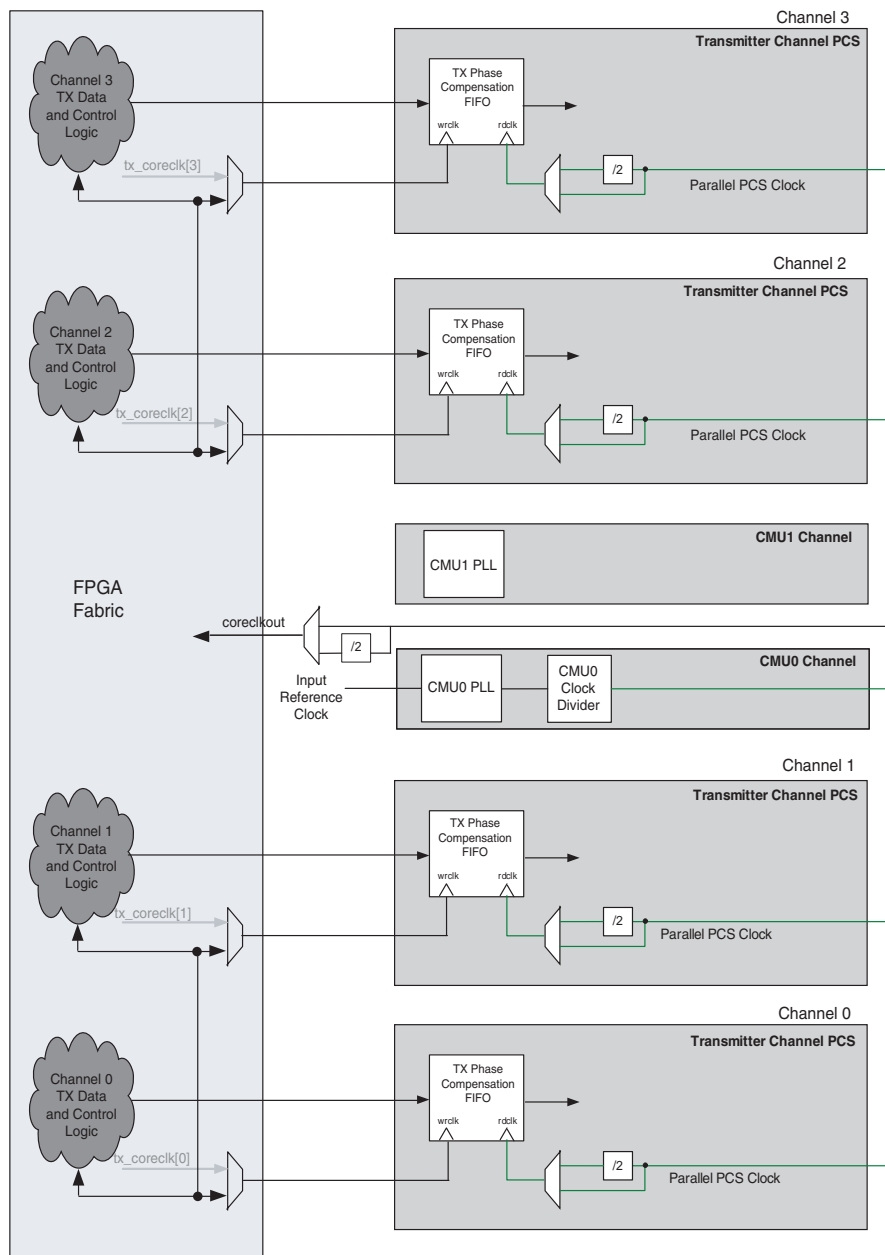 Channel 3
Transmitter Channel PCS
Channel 3
TX Data
and Control
Logic
TX Phase
Compensation
FIFO
wrclk
rdclk
tx_coreclk[3]
/2
Parallel PCS Clock
Channel 2
Transmitter Channel PCS
Channel 2
TX Data
and Control
Logic
TX Phase
Compensation
FIFO
wrclk
rdclk
tx_coreclk[2]
/2
Parallel PCS Clock
CMU1 Channel
CMU1 PLL
FPGA
Fabric
coreclkout
/2
CMU0 Channel
Input
Reference
Clock
CMU0 PLL
CMU0
Clock
Divider
Channel 1
Transmitter Channel PCS
Channel 1
TX Data
and Control
Logic
TX Phase
Compensation
FIFO
wrclk
rdclk
tx_coreclk[1]
/2
Parallel PCS Clock
Channel 0
Transmitter Channel PCS
Channel 0
TX Data
and Control
Logic
TX Phase
Compensation
FIFO
wrclk
rdclk
tx_coreclk[0]
/2
Parallel PCS Clock